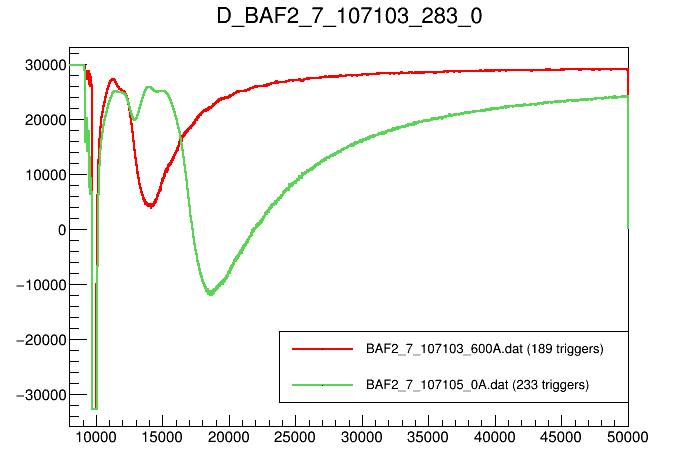 D_BAF2_7_107103_283_0
30000
20000
10000
0
−10000
−20000
−30000
BAF2_7_107103_600A.dat (189 triggers)
BAF2_7_107105_0A.dat (233 triggers)
10000 15000 20000 25000 30000 35000 40000 45000 50000